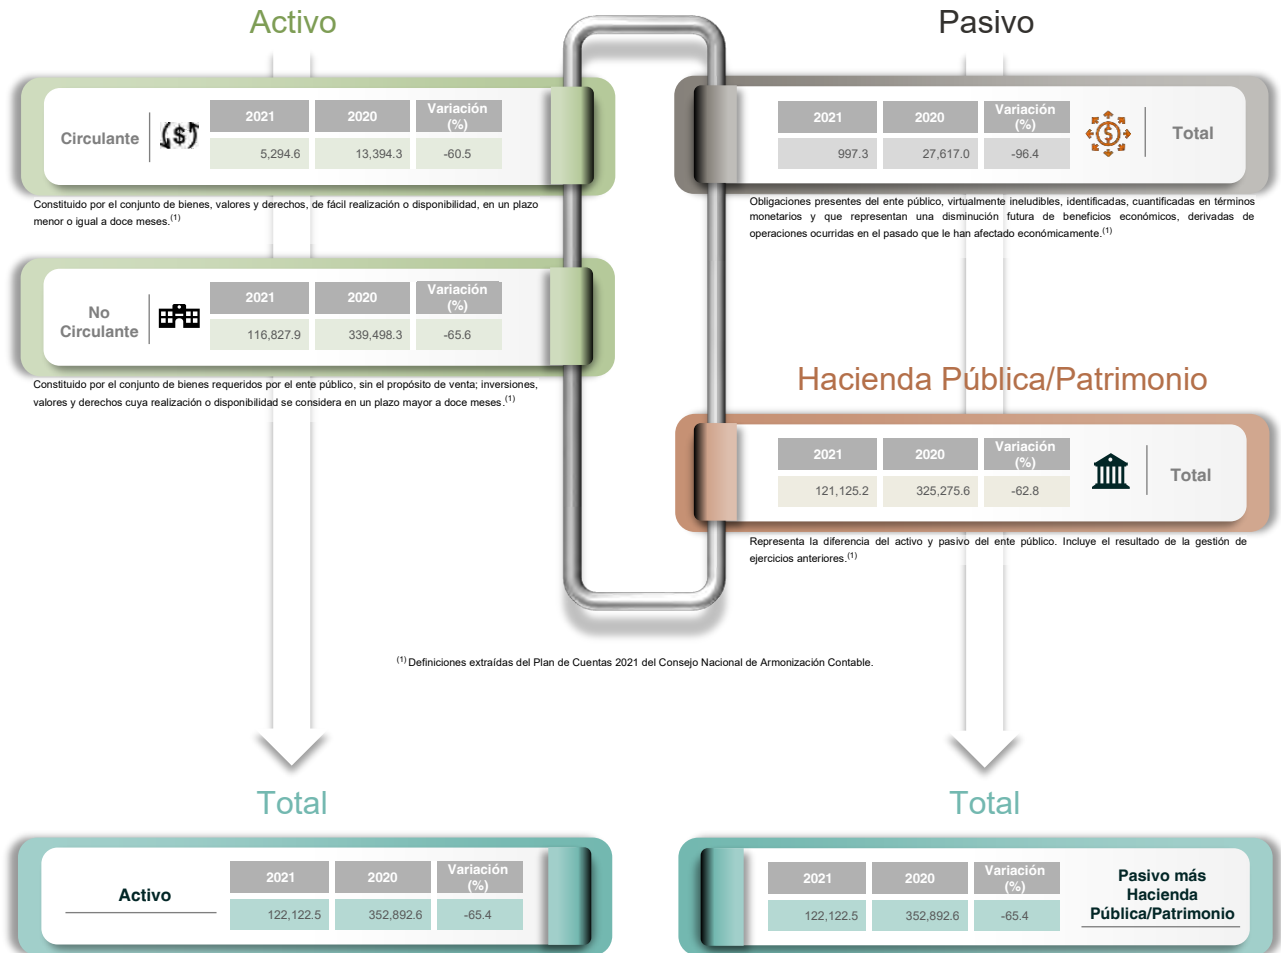 Activo
Circulante
2021 2020 Variación (%)
5,294.6 13,394.3 -60.5
Constituido por el conjunto de bienes, valores y derechos, de fácil realización o disponibilidad, en un plazo
menor o igual a doce meses.(1)
No
Circulante
2021 2020 Variación (%)
116,827.9 339,498.3 -65.6
Constituido por el conjunto de bienes requeridos por el ente público, sin el propósito de venta; inversiones,
valores y derechos cuya realización o disponibilidad se considera en un plazo mayor a doce meses.(1)
Pasivo
2021 2020 Variación (%)
997.3 27,617.0 -96.4
Total
Obligaciones presentes del ente público, virtualmente ineludibles, identificadas, cuantificadas en términos
monetarios y que representan una disminución futura de beneficios económicos, derivadas de
operaciones ocurridas en el pasado que le han afectado económicamente.(1)
Hacienda Pública/Patrimonio
2021 2020 Variación (%)
121,125.2 325,275.6 -62.8
Total
Representa la diferencia del activo y pasivo del ente público. Incluye el resultado de la gestión de
ejercicios anteriores.(1)
(1) Definiciones extraídas del Plan de Cuentas 2021 del Consejo Nacional de Armonización Contable.
Total
Activo
2021 2020 Variación (%)
122,122.5 352,892.6 -65.4
Total
2021 2020 Variación (%)
122,122.5 352,892.6 -65.4
Pasivo más
Hacienda
Pública/Patrimonio